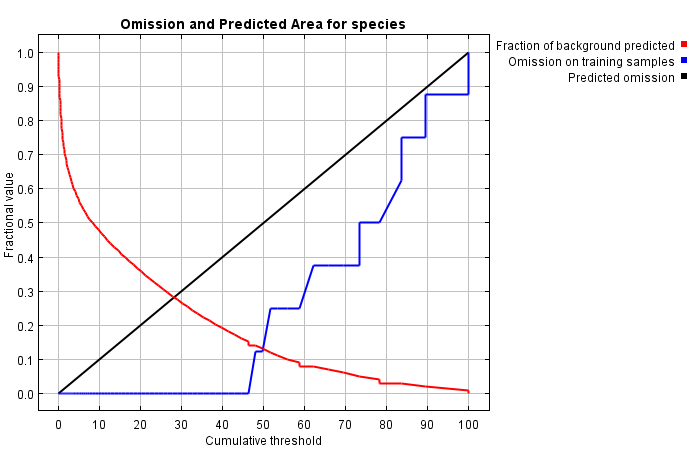 Omission and Predicted Area for species
Fraction of background predicted
Omission on training samples
Predicted omission
Fractional value
1.0
0.9
0.8
0.7
0.6
0.5
0.4
0.3
0.2
0.1
0.0
0 10 20 30 40 50 60 70 80 90 100
Cumulative threshold